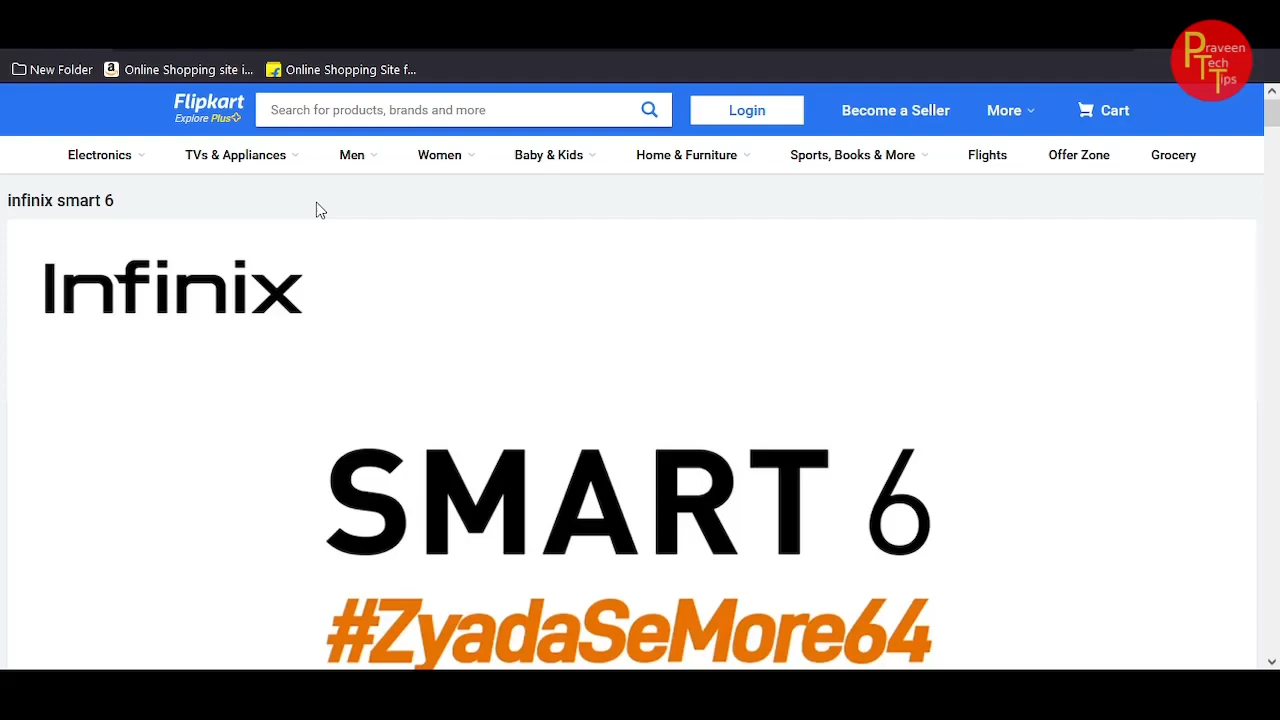 Praveen
Tech
Tips
New Folder Online Shopping site i... Online Shopping Site f...
Flipkart
Explore Plus
Search for products, brands and more
Login Become a Seller More Cart
Electronics TVs & Appliances Men Women Baby & Kids Home & Furniture Sports, Books & More Flights Offer Zone Grocery
infinix smart 6
Infinix
SMART 6
#ZyadaSeMore64